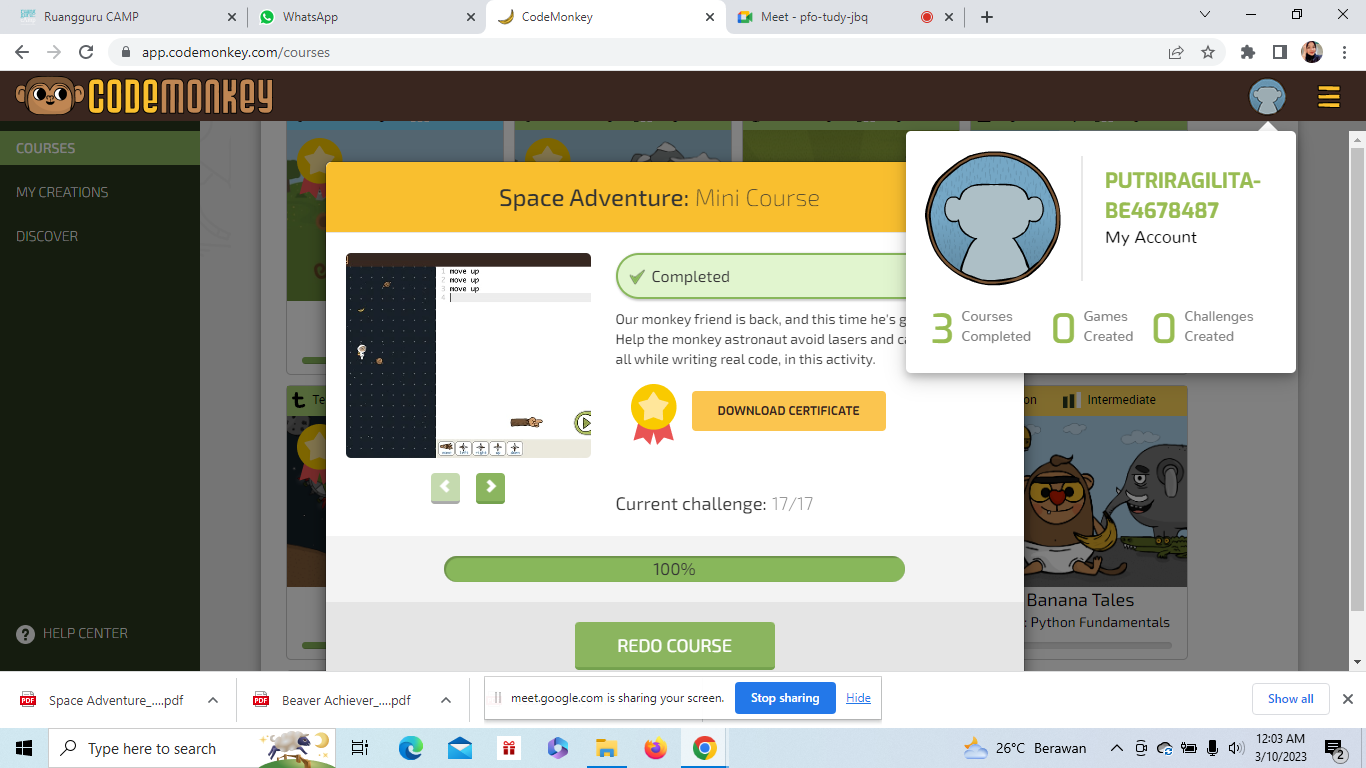 Ruangguru CAMP
WhatsApp
CodeMonkey
Meet - pfo-tudy-jbq
app.codemonkey.com/courses
CODEMONKEY
COURSES
MY CREATIONS
DISCOVER
HELP CENTER
Space Adventure: Mini Course
1 move up
2 move up
3 move up
4
Completed
Our monkey friend is back, and this time he's g
Help the monkey astronaut avoid lasers and ca
all while writing real code, in this activity.
DOWNLOAD CERTIFICATE
Current challenge: 17/17
100%
REDO COURSE
PUTRIRAGILITA-
BE4678487
My Account
3 Courses Completed
0 Games Created
0 Challenges Created
t Te
on
Intermediate
Banana Tales
: Python Fundamentals
Space Adventure_....pdf
Beaver Achiever_....pdf
meet.google.com is sharing your screen.
Stop sharing
Hide
Show all
Type here to search
26°C Berawan
12:03 AM
3/10/2023
2